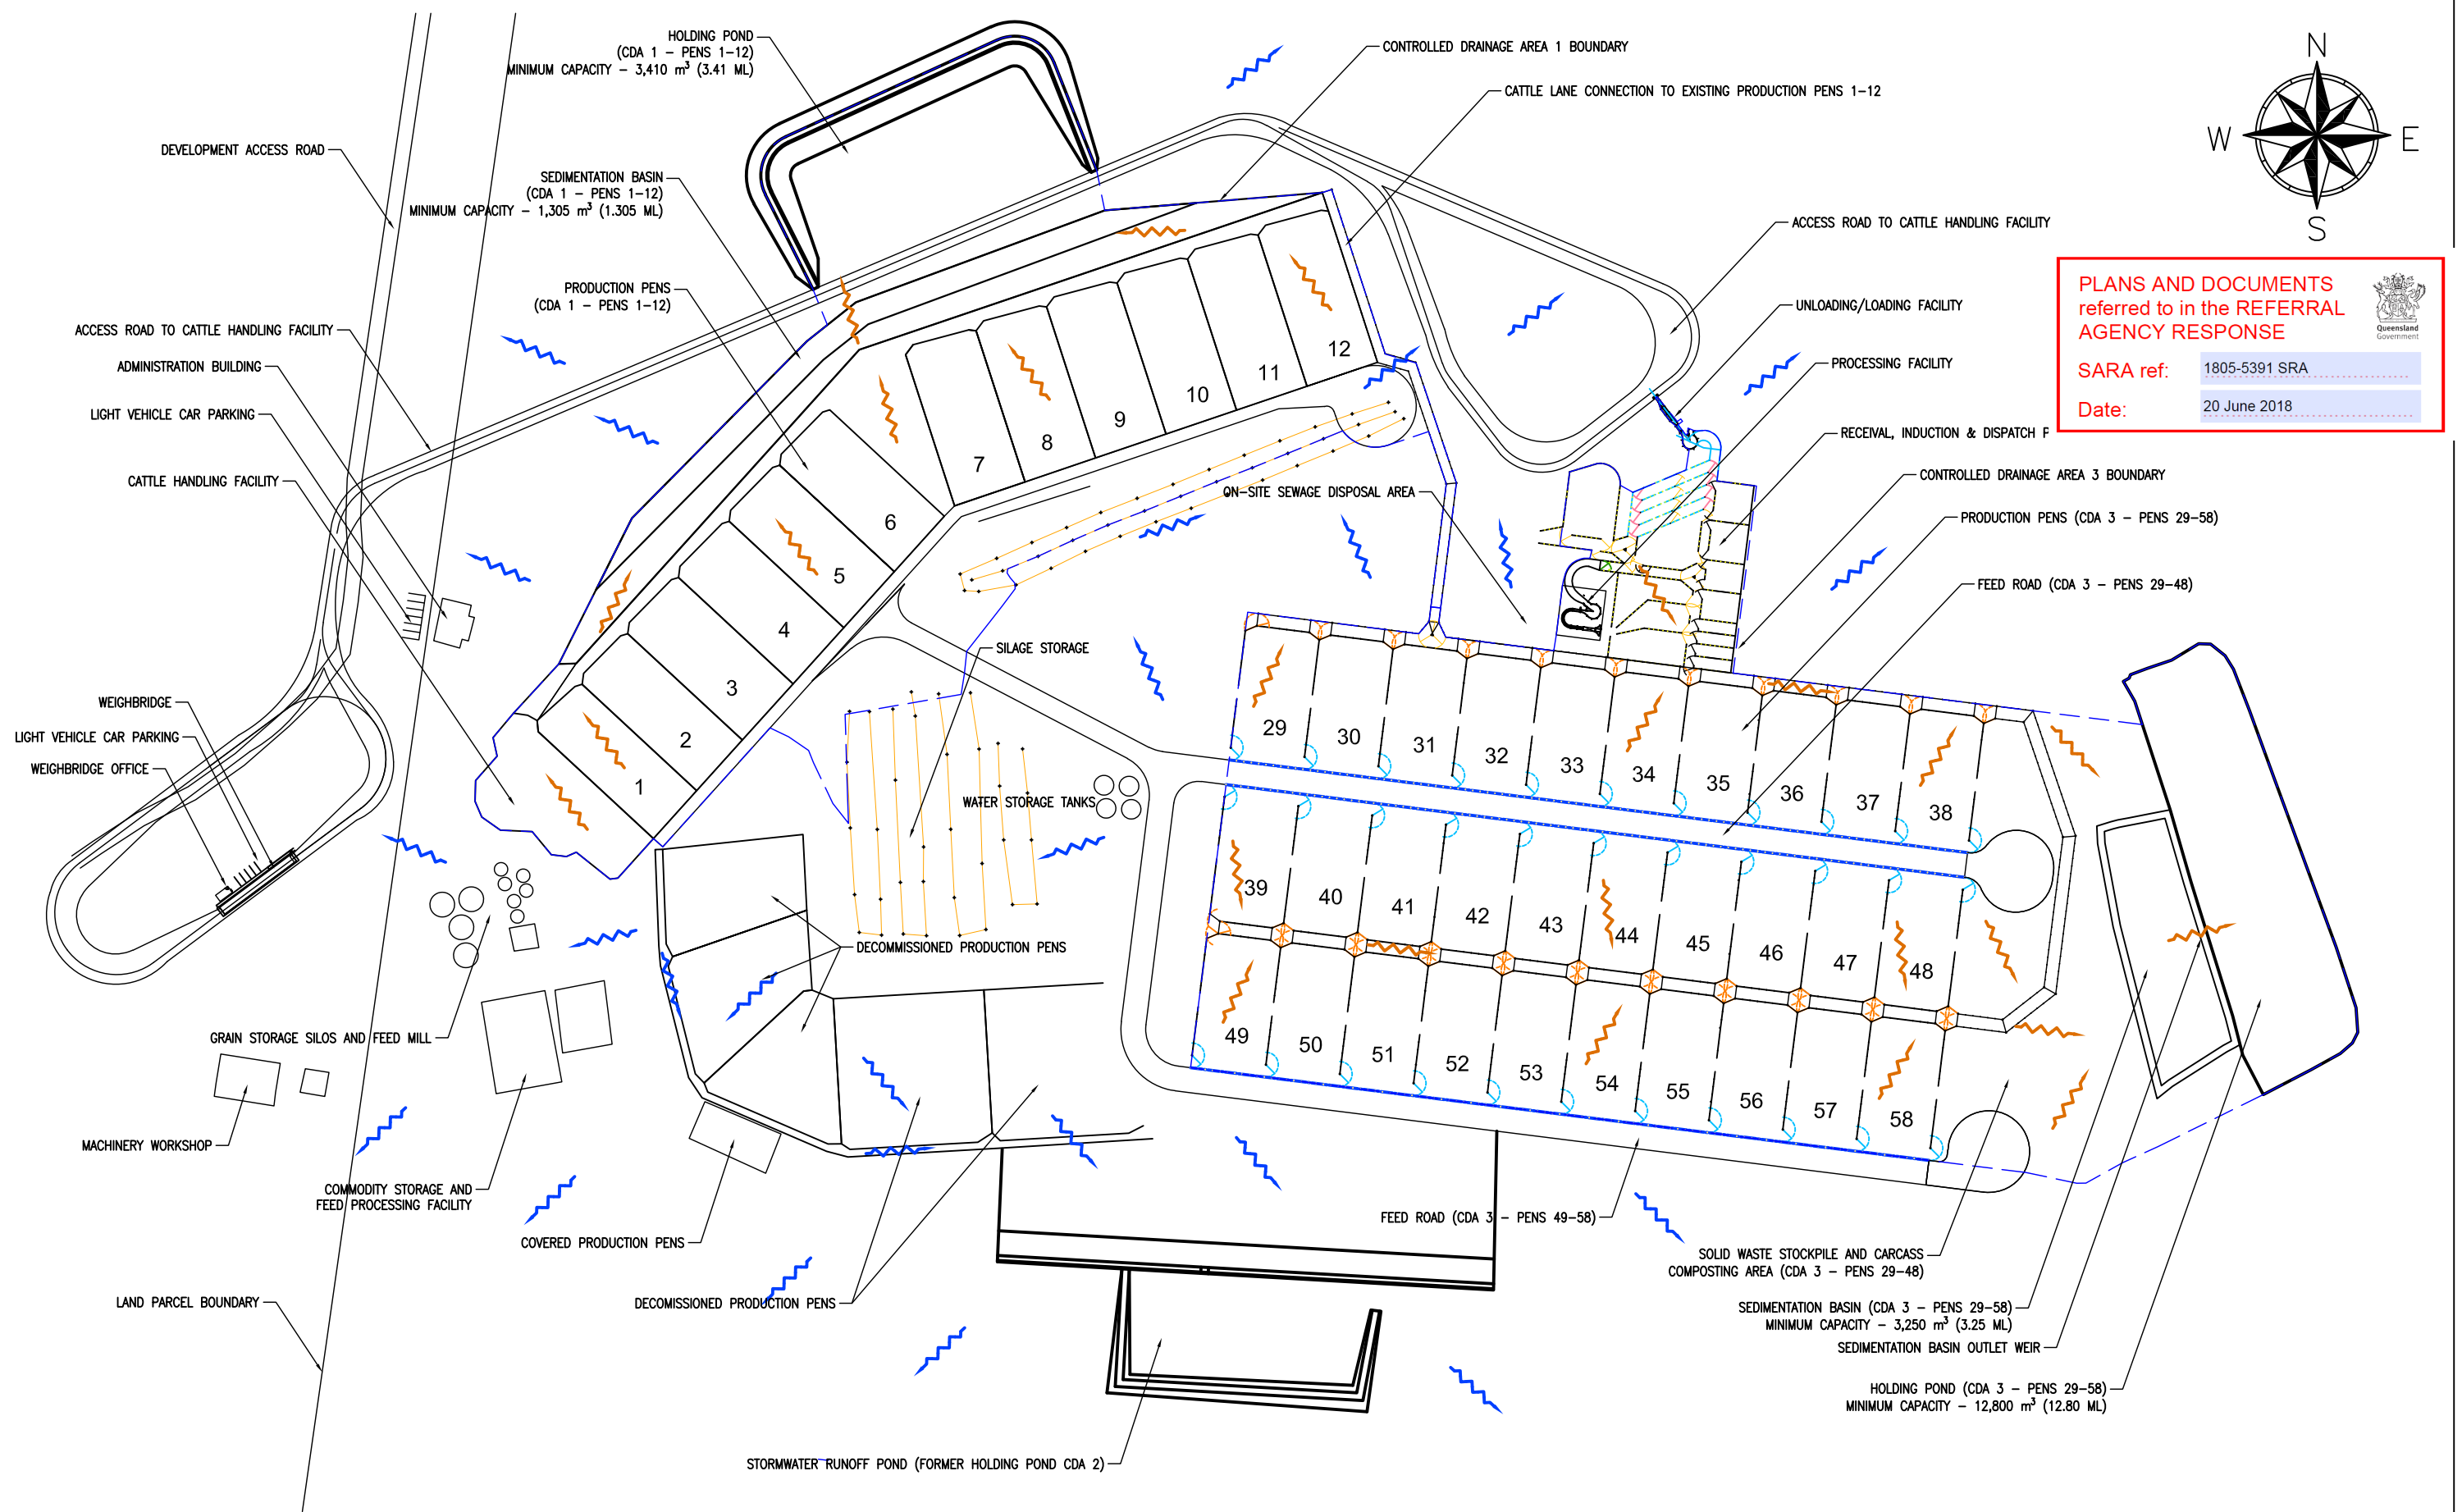 HOLDING POND
(CDA 1 - PENS 1-12)
MINIMUM CAPACITY - 3,410 m³ (3.41 ML)
CONTROLLED DRAINAGE AREA 1 BOUNDARY
CATTLE LANE CONNECTION TO EXISTING PRODUCTION PENS 1-12
N
W
E
S
DEVELOPMENT ACCESS ROAD
SEDIMENTATION BASIN
(CDA 1 - PENS 1-12)
MINIMUM CAPACITY - 1,305 m³ (1.305 ML)
ACCESS ROAD TO CATTLE HANDLING FACILITY
PLANS AND DOCUMENTS
referred to in the REFERRAL
AGENCY RESPONSE
Queensland
Government
SARA ref:
1805-5391 SRA
Date:
20 June 2018
PRODUCTION PENS
(CDA 1 - PENS 1-12)
UNLOADING/LOADING FACILITY
ACCESS ROAD TO CATTLE HANDLING FACILITY
ADMINISTRATION BUILDING
PROCESSING FACILITY
LIGHT VEHICLE CAR PARKING
RECEIVAL, INDUCTION & DISPATCH F
CATTLE HANDLING FACILITY
CONTROLLED DRAINAGE AREA 3 BOUNDARY
ON-SITE SEWAGE DISPOSAL AREA
PRODUCTION PENS (CDA 3 - PENS 29-58)
FEED ROAD (CDA 3 - PENS 29-48)
12
11
10
9
8
7
6
5
4
3
2
1
SILAGE STORAGE
WEIGHBRIDGE
LIGHT VEHICLE CAR PARKING
WEIGHBRIDGE OFFICE
WATER STORAGE TANKS
29
30
31
32
33
34
35
36
37
38
39
40
41
42
43
44
45
46
47
48
49
50
51
52
53
54
55
56
57
58
DECOMMISSIONED PRODUCTION PENS
GRAIN STORAGE SILOS AND FEED MILL
MACHINERY WORKSHOP
COMMODITY STORAGE AND
FEED PROCESSING FACILITY
COVERED PRODUCTION PENS
FEED ROAD (CDA 3 - PENS 49-58)
SOLID WASTE STOCKPILE AND CARCASS
COMPOSTING AREA (CDA 3 - PENS 29-48)
LAND PARCEL BOUNDARY
DECOMISSIONED PRODUCTION PENS
SEDIMENTATION BASIN (CDA 3 - PENS 29-58)
MINIMUM CAPACITY - 3,250 m³ (3.25 ML)
SEDIMENTATION BASIN OUTLET WEIR
HOLDING POND (CDA 3 - PENS 29-58)
MINIMUM CAPACITY - 12,800 m³ (12.80 ML)
STORMWATER RUNOFF POND (FORMER HOLDING POND CDA 2)